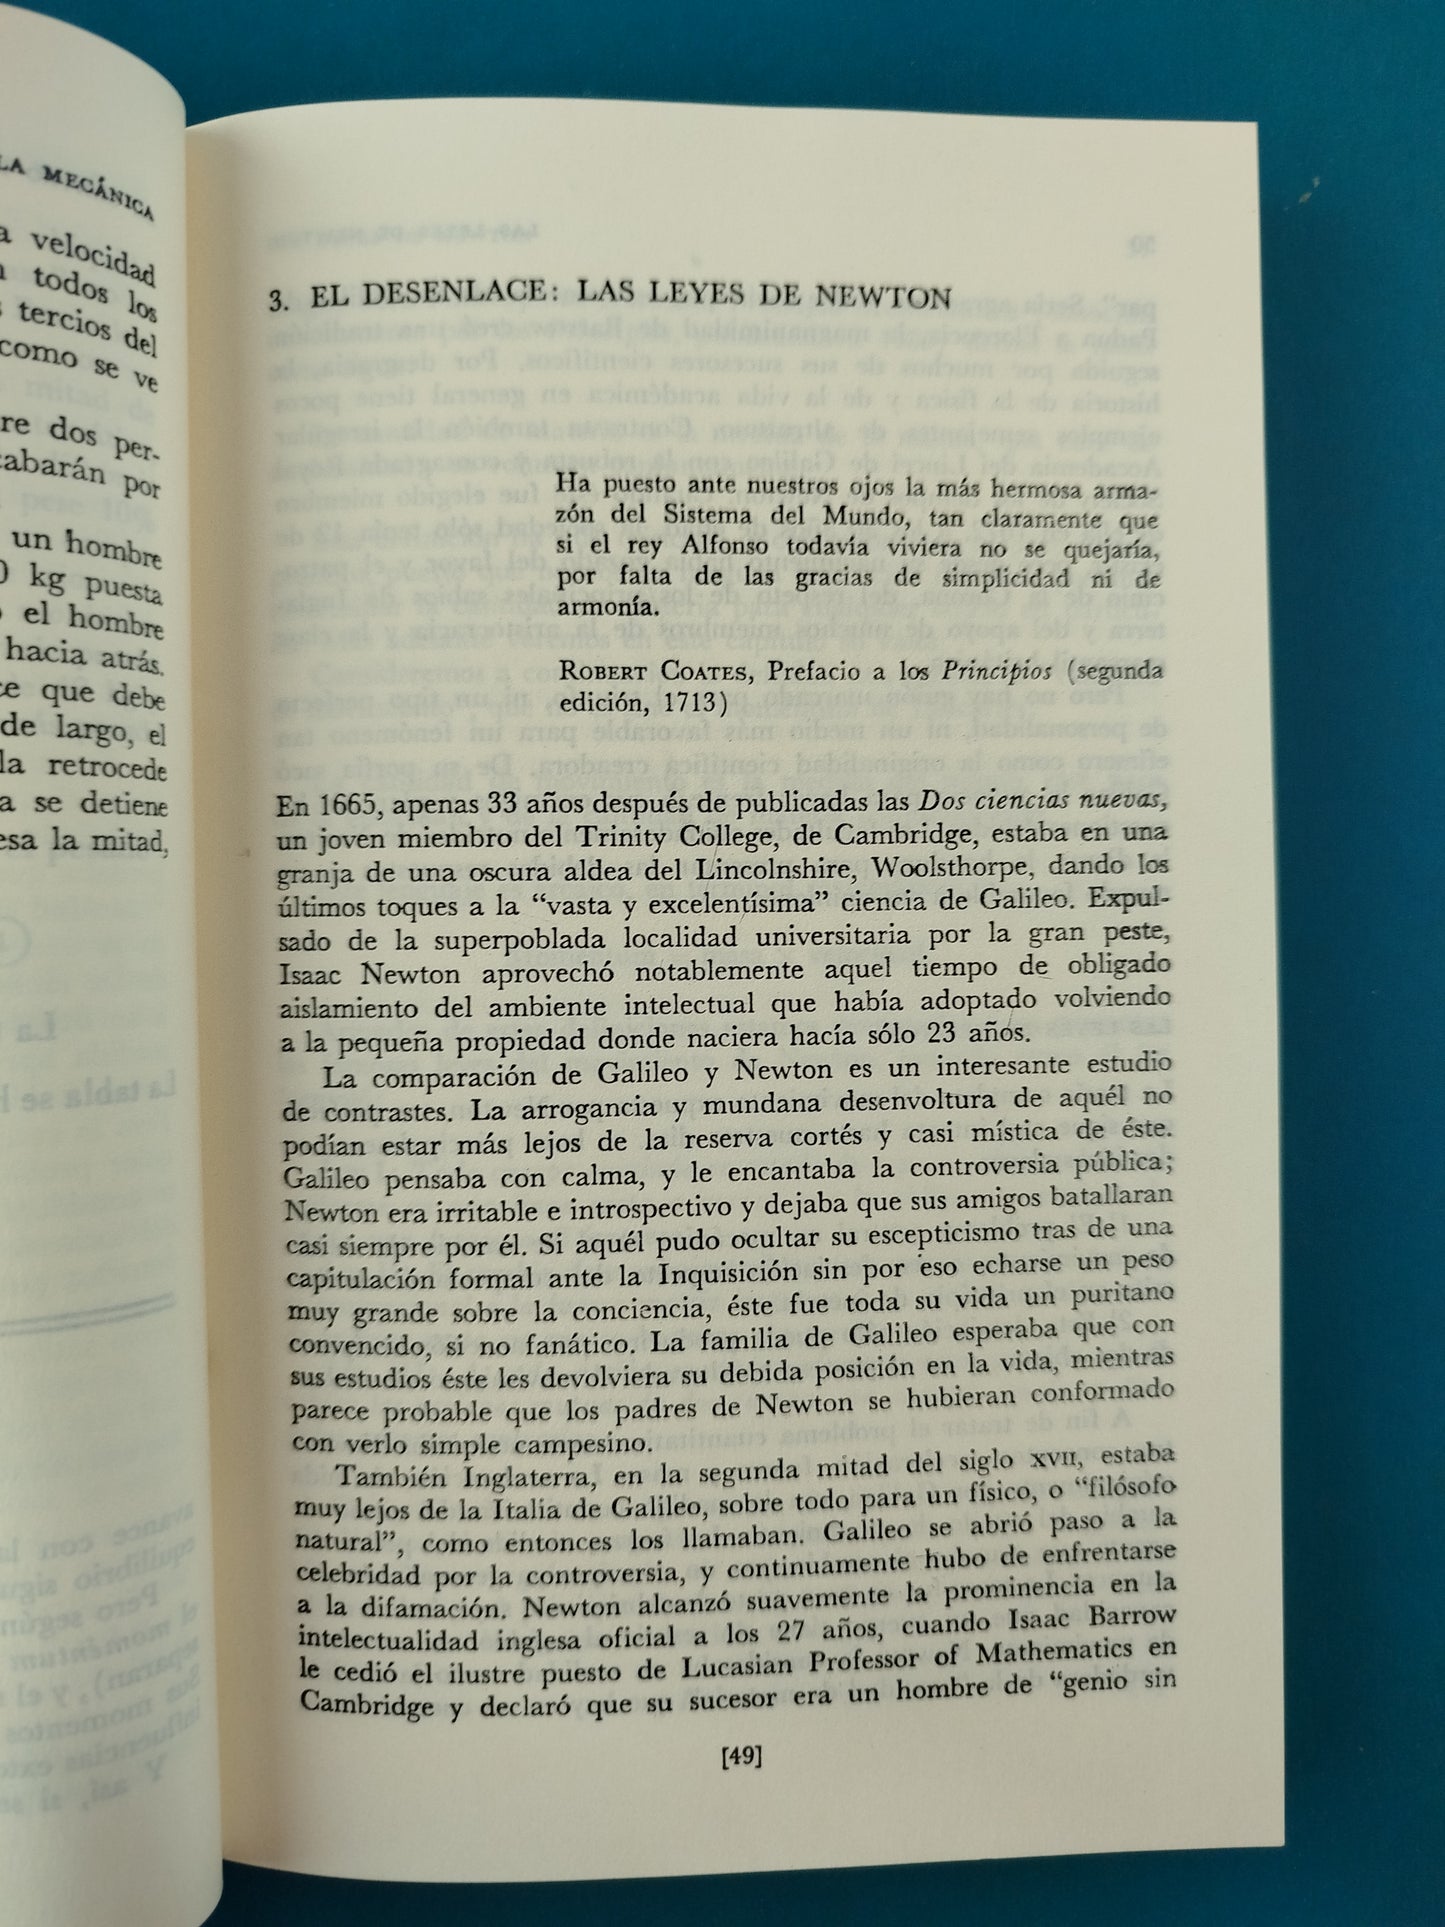 LA MECÁNICA
a velocidad
todos los
tercios del
como se ve
re dos per-
cabarán por
un hombre
0 kg puesta
el hombre
hacia atrás.
ce que debe
de largo, el
la retrocede
a se detiene
esa la mitad,
3. EL DESENLACE: LAS LEYES DE NEWTON
Ha puesto ante nuestros ojos la más hermosa arma-
zón del Sistema del Mundo, tan claramente que
si el rey Alfonso todavía viviera no se quejaría,
por falta de las gracias de simplicidad ni de
armonía.
ROBERT COATES, Prefacio a los Principios (segunda
edición, 1713)
En 1665, apenas 33 años después de publicadas las Dos ciencias nuevas,
un joven miembro del Trinity College, de Cambridge, estaba en una
granja de una oscura aldea del Lincolnshire, Woolsthorpe, dando los
últimos toques a la “vasta y excelentísima” ciencia de Galileo. Expul-
sado de la superpoblada localidad universitaria por la gran peste,
Isaac Newton aprovechó notablemente aquel tiempo de obligado
aislamiento del ambiente intelectual que había adoptado volviendo
a la pequeña propiedad donde naciera hacía sólo 23 años.
La comparación de Galileo y Newton es un interesante estudio
de contrastes. La arrogancia y mundana desenvoltura de aquél no
podían estar más lejos de la reserva cortés y casi mística de éste.
Galileo pensaba con calma, y le encantaba la controversia pública;
Newton era irritable e introspectivo y dejaba que sus amigos batallaran
casi siempre por él. Si aquél pudo ocultar su escepticismo tras de una
capitulación formal ante la Inquisición sin por eso echarse un peso
muy grande sobre la conciencia, éste fue toda su vida un puritano
convencido, si no fanático. La familia de Galileo esperaba que con
sus estudios éste les devolviera su debida posición en la vida, mientras
parece probable que los padres de Newton se hubieran conformado
con verlo simple campesino.
También Inglaterra, en la segunda mitad del siglo XVII, estaba
muy lejos de la Italia de Galileo, sobre todo para un físico, o “filósofo
natural”, como entonces los llamaban. Galileo se abrió paso a la
celebridad por la controversia, y continuamente hubo de enfrentarse
a la difamación. Newton alcanzó suavemente la prominencia en la
intelectualidad inglesa oficial a los 27 años, cuando Isaac Barrow
le cedió el ilustre puesto de Lucasian Professor of Mathematics en
Cambridge y declaró que su sucesor era un hombre de “genio sin
[49]